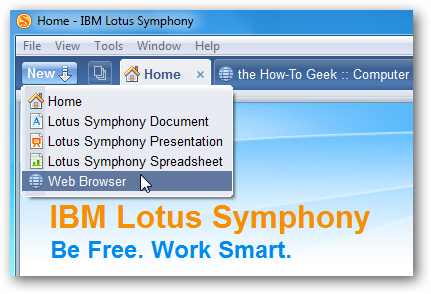 Home - IBM Lotus Symphony
File View Tools Window Help
New Home × the How-To Geek :: Computer
Home
Lotus Symphony Document
Lotus Symphony Presentation
Lotus Symphony Spreadsheet
Web Browser
IBM Lotus Symphony
Be Free. Work Smart.